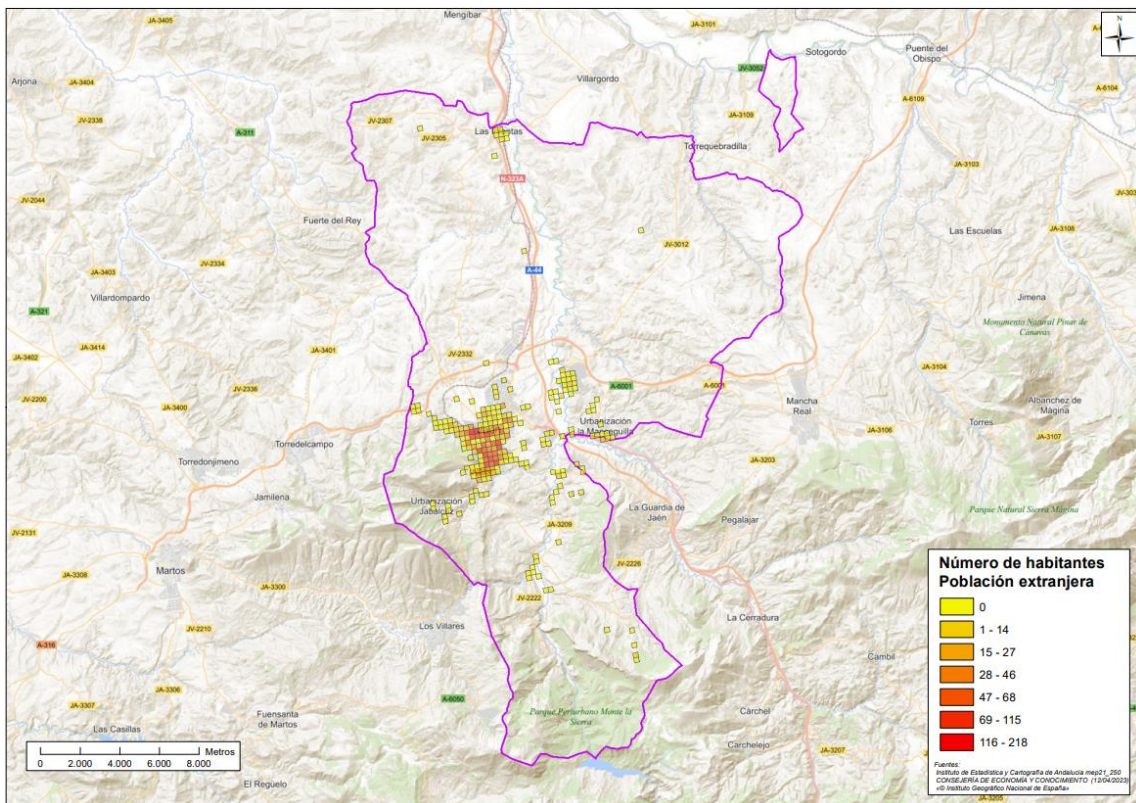 JA-3405
Mengíbar
JA-3101
N
Sotogordo
Puente del
Obispo
Arjona
JA-3404
Villargordo
JV-3052
A-6104
A-6109
JV-2338
JV-2307
A-311
JV-2305
JA-3109
Torrequebradilla
JA-3103
N-323A
JV-2044
Fuerte del Rey
Las Escuelas
JA-3108
JV-3012
JV-2334
JA-3403
A-44
Villardompardo
Jimena
A-321
Monumento Natural Pinar de
Cánavas
JA-3402
JA-3414
JA-3401
JV-2332
JA-3104
JV-2336
A-6001
A-6001
JV-2200
JA-3400
Mancha
Real
Albanchez de
Mágina
Urbanización
Torres
JA-3106
JA-3107
Torredelcampo
Torredonjimeno
JA-3203
Jamilena
Urbanización
Jabalcuz
La Guardia de
Jaén
Parque Natural Sierra Mágina
Pegalajar
JV-2131
JA-3209
Martos
JA-3308
JV-2226
JA-3300
JV-2222
La Cerradura
JV-2210
Los Villares
A-316
Cambil
JA-3306
A-6050
JA-3307
Fuensanta
de Martos
Parque Periurbano Monte la
Sierra
Cárchel
Las Casillas
Carchelejo
JA-3207
El Regüelo
JA-3205
Metros
0 2.000 4.000 6.000 8.000
Número de habitantes
Población extranjera
0
1 - 14
15 - 27
28 - 46
47 - 68
69 - 115
116 - 218
Fuentes:
Instituto de Estadística y Cartografía de Andalucía mep21_250
CONSEJERÍA DE ECONOMÍA Y CONOCIMIENTO (12/04/2023)
«© Instituto Geográfico Nacional de España»